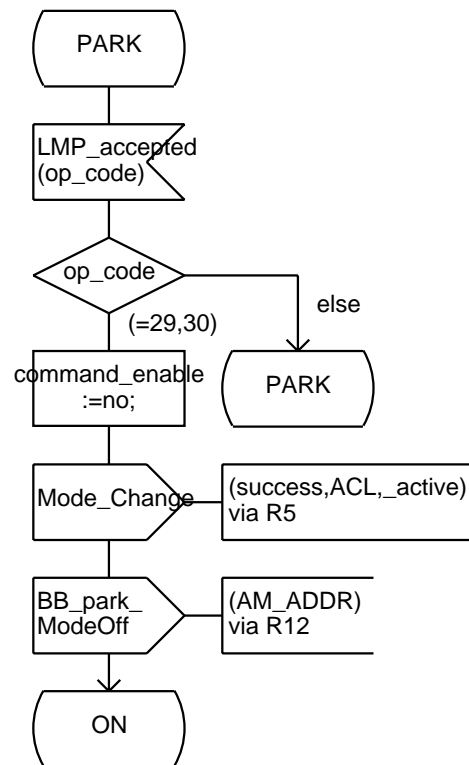 PARK
LMP_accepted
(op_code)
op_code
else
(=29,30)
command_enable
:=no;
PARK
Mode_Change
(success,ACL,_active)
via R5
BB_park_
ModeOff
(AM_ADDR)
via R12
ON